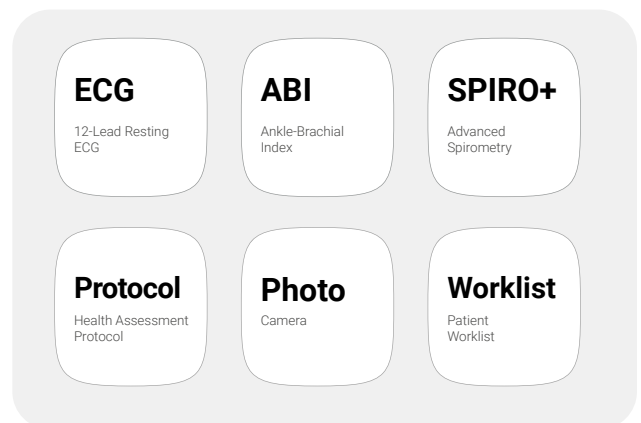 ECG
12-Lead Resting
ECG
ABI
Ankle-Brachial
Index
SPIRO+
Advanced
Spirometry
Protocol
Health Assessment
Protocol
Photo
Camera
Worklist
Patient
Worklist